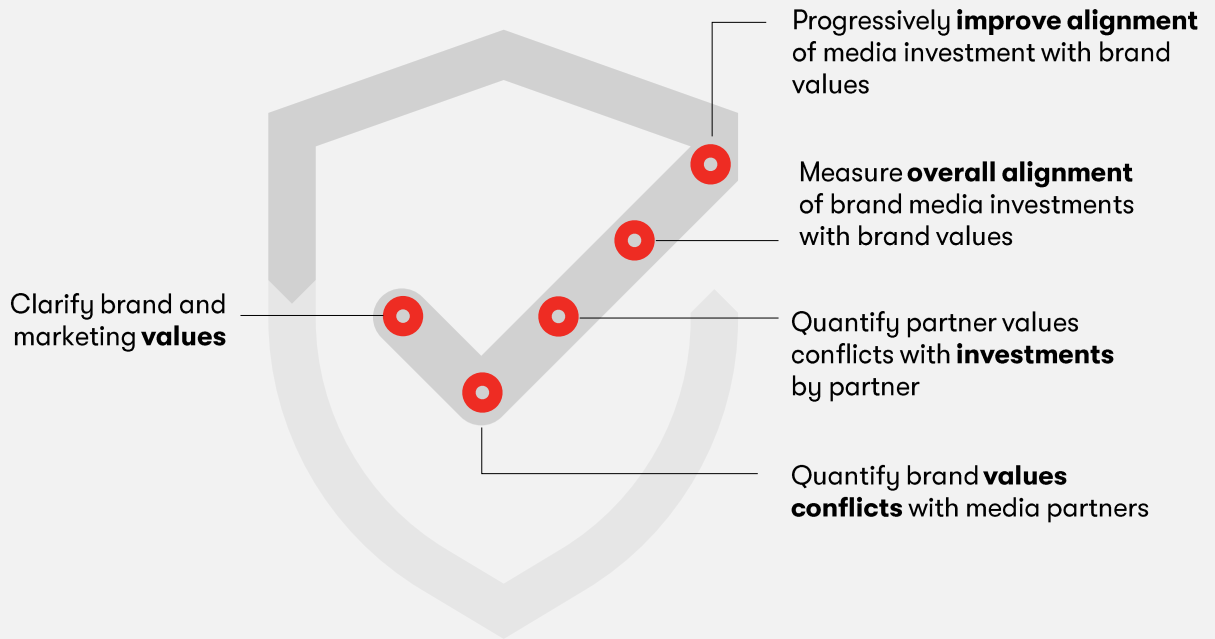 Progressively improve alignment
of media investment with brand
values
Measure overall alignment
of brand media investments
with brand values
Clarify brand and
marketing values
Quantify partner values
conflicts with investments
by partner
Quantify brand values
conflicts with media partners